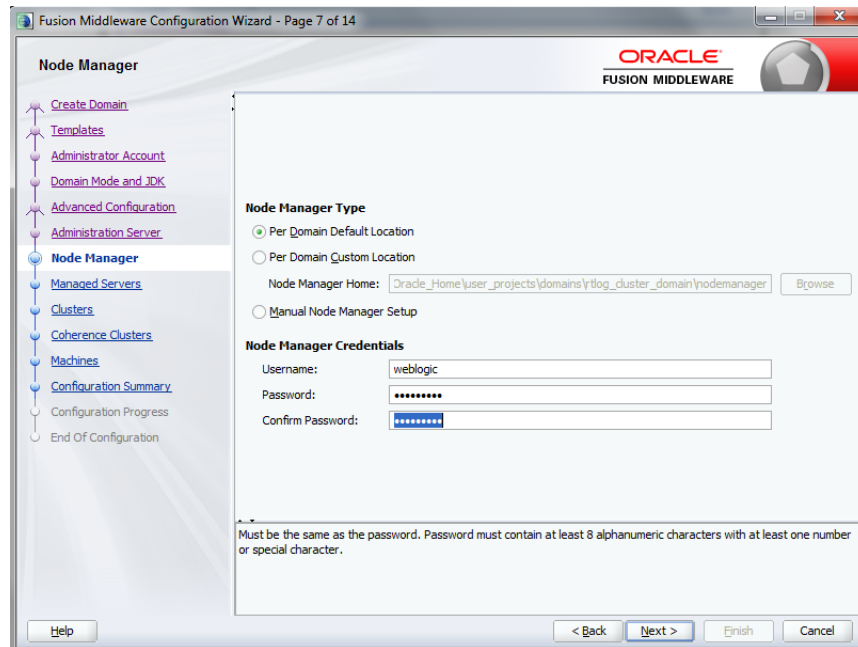 Fusion Middleware Configuration Wizard - Page 7 of 14
Node Manager
ORACLE
FUSION MIDDLEWARE
Create Domain
Templates
Administrator Account
Domain Mode and JDK
Advanced Configuration
Administration Server
Node Manager
Managed Servers
Clusters
Coherence Clusters
Machines
Configuration Summary
Configuration Progress
End Of Configuration
Node Manager Type
Per Domain Default Location
Per Domain Custom Location
Node Manager Home: Oracle_Home\user_projects\domains\rtlog_cluster_domain\nodemanager Browse
Manual Node Manager Setup
Node Manager Credentials
Username: weblogic
Password: •••••••••
Confirm Password: •••••••••
Must be the same as the password. Password must contain at least 8 alphanumeric characters with at least one number
or special character.
Help < Back Next > Finish Cancel